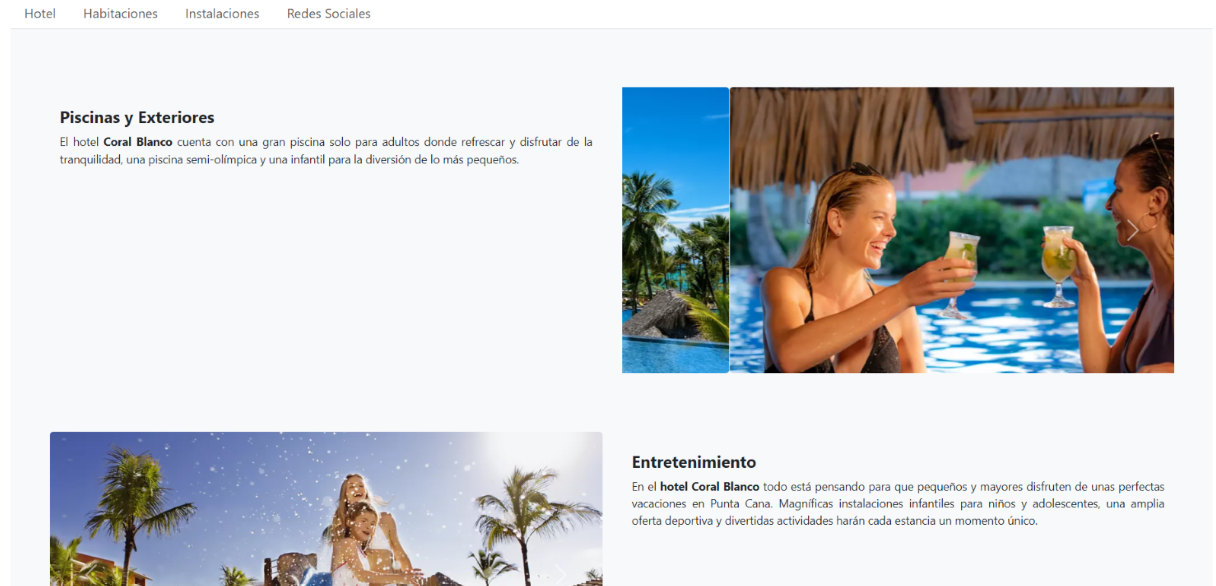 Hotel Habitaciones Instalaciones Redes Sociales
Piscinas y Exteriores
El hotel Coral Blanco cuenta con una gran piscina solo para adultos donde refrescar y disfrutar de la
tranquilidad, una piscina semi-olímpica y una infantil para la diversión de lo más pequeños.
Entretenimiento
En el hotel Coral Blanco todo está pensando para que pequeños y mayores disfruten de unas perfectas
vacaciones en Punta Cana. Magníficas instalaciones infantiles para niños y adolescentes, una amplia
oferta deportiva y divertidas actividades harán cada estancia un momento único.